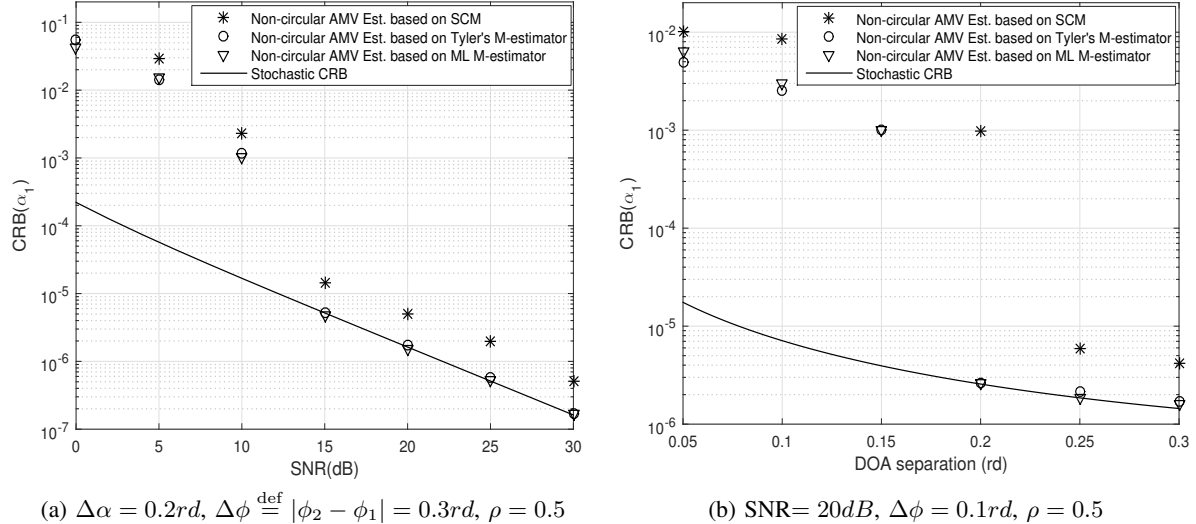 10^-1
10^-2
10^-3
10^-4
10^-5
10^-6
10^-7
CRB(α_1)
Non-circular AMV Est. based on SCM
Non-circular AMV Est. based on Tyler's M-estimator
Non-circular AMV Est. based on ML M-estimator
Stochastic CRB
0 5 10 15 20 25 30
SNR(dB)
(a) Δα = 0.2rd, Δϕ def= |ϕ_2 − ϕ_1| = 0.3rd, ρ = 0.5
10^-2
10^-3
10^-4
10^-5
10^-6
CRB(α_1)
Non-circular AMV Est. based on SCM
Non-circular AMV Est. based on Tyler's M-estimator
Non-circular AMV Est. based on ML M-estimator
Stochastic CRB
0.05 0.1 0.15 0.2 0.25 0.3
DOA separation (rd)
(b) SNR= 20dB, Δϕ = 0.1rd, ρ = 0.5